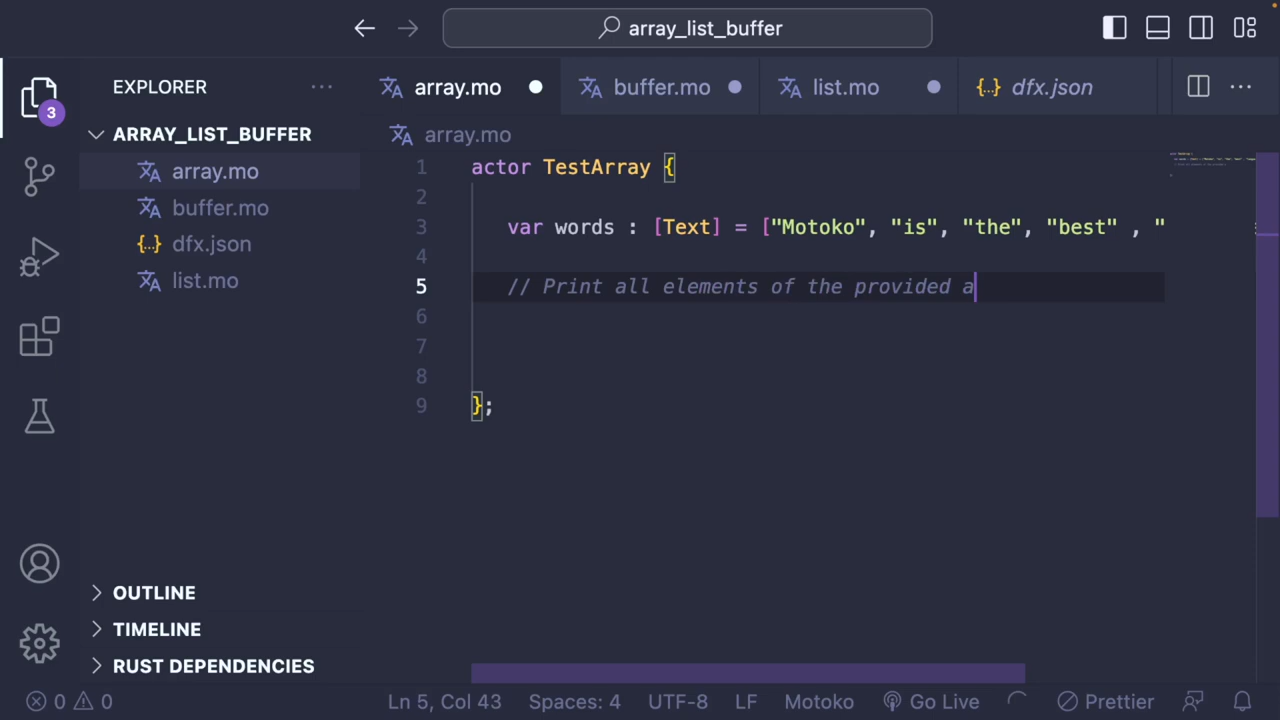 array_list_buffer
EXPLORER ...
array.mo
buffer.mo
list.mo
{..} dfx.json
...
3
ARRAY_LIST_BUFFER
array.mo
buffer.mo
{..} dfx.json
list.mo
array.mo
1 actor TestArray {
2
3 var words : [Text] = ["Motoko", "is", "the", "best" , "
4
5 // Print all elements of the provided a
6
7
8
9 };
OUTLINE
TIMELINE
RUST DEPENDENCIES
0 0 Ln 5, Col 43 Spaces: 4 UTF-8 LF Motoko Go Live Prettier